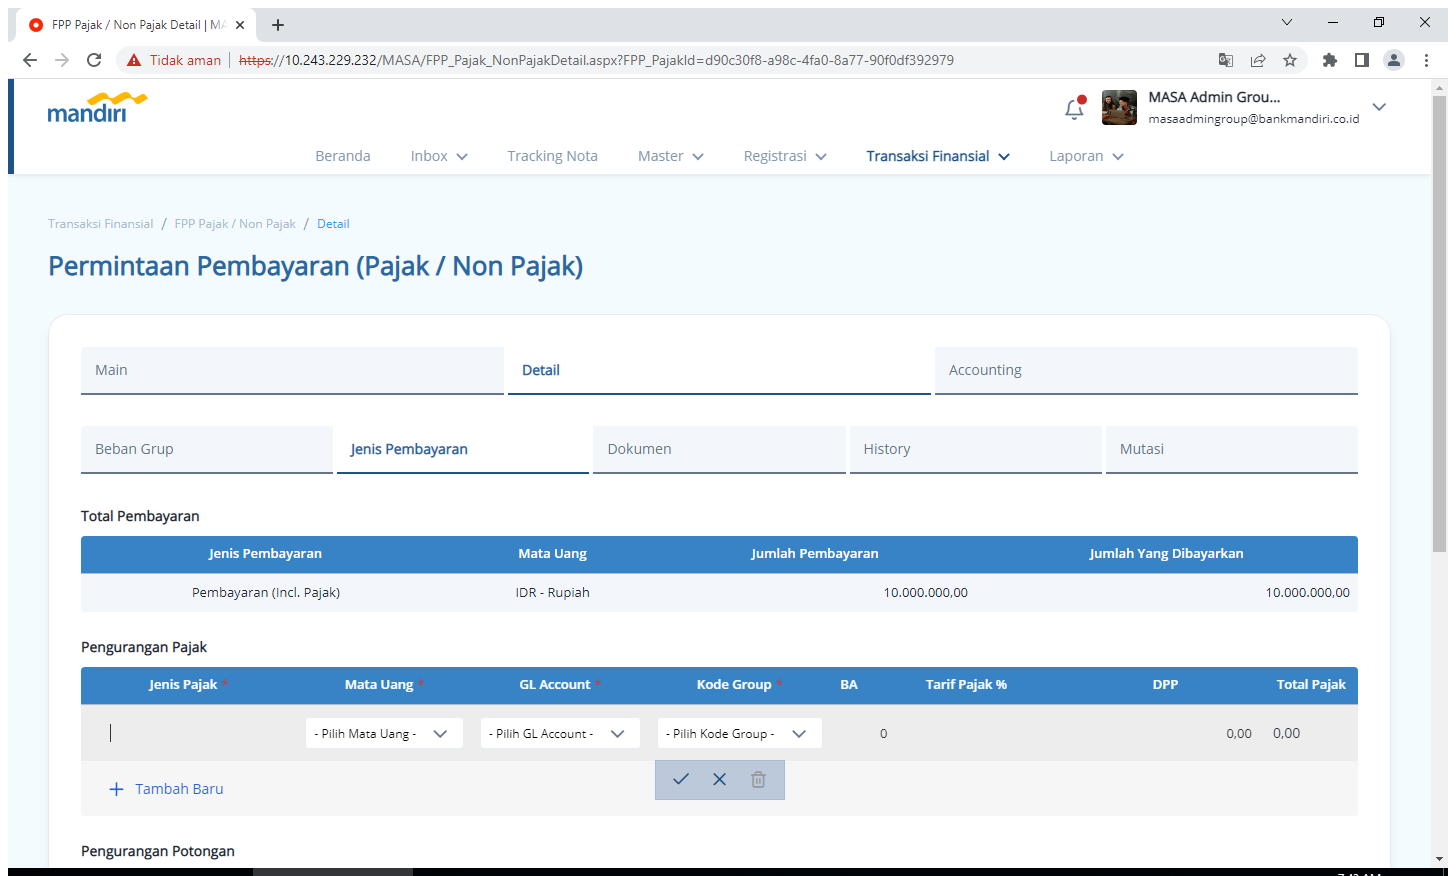 FPP Pajak / Non Pajak Detail | MA
Tidak aman https://10.243.229.232/MASA/FPP_Pajak_NonPajakDetail.aspx?FPP_PajakId=d90c30f8-a98c-4fa0-8a77-90f0df392979
mandiri
MASA Admin Grou...
masaadmingroup@bankmandiri.co.id
Beranda Inbox Tracking Nota Master Registrasi Transaksi Finansial Laporan
Transaksi Finansial / FPP Pajak / Non Pajak / Detail
Permintaan Pembayaran (Pajak / Non Pajak)
Main Detail Accounting
Beban Grup Jenis Pembayaran Dokumen History Mutasi
Total Pembayaran
Jenis Pembayaran Mata Uang Jumlah Pembayaran Jumlah Yang Dibayarkan
Pembayaran (Incl. Pajak) IDR - Rupiah 10.000.000,00 10.000.000,00
Pengurangan Pajak
Jenis Pajak * Mata Uang * GL Account * Kode Group * BA Tarif Pajak % DPP Total Pajak
- Pilih Mata Uang - - Pilih GL Account - - Pilih Kode Group - 0 0,00 0,00
+ Tambah Baru
Pengurangan Potongan